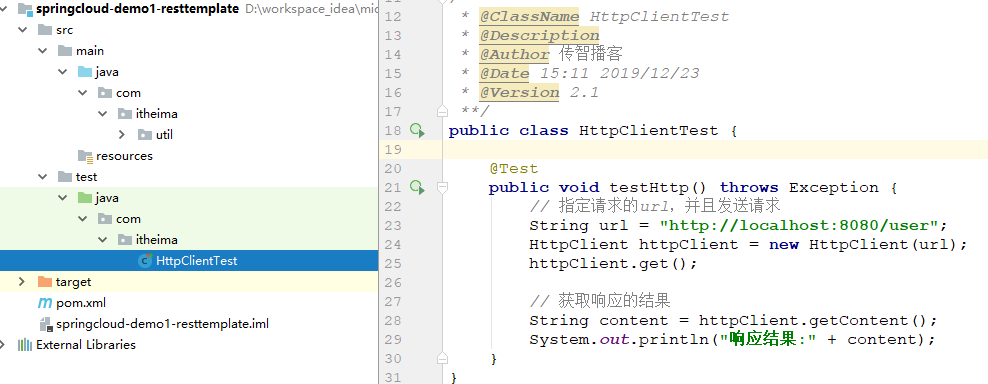 springcloud-demo1-resttemplate D:\workspace_idea\mic
src
main
java
com
itheima
util
resources
test
java
com
itheima
HttpClientTest
target
pom.xml
springcloud-demo1-resttemplate.iml
External Libraries
12 * @ClassName HttpClientTest
13 * @Description
14 * @Author 传智播客
15 * @Date 15:11 2019/12/23
16 * @Version 2.1
17 **/
18 public class HttpClientTest {
19
20 @Test
21 public void testHttp() throws Exception {
22 // 指定请求的url, 并且发送请求
23 String url = "http://localhost:8080/user";
24 HttpClient httpClient = new HttpClient(url);
25 httpClient.get();
26
27 // 获取响应的结果
28 String content = httpClient.getContent();
29 System.out.println("响应结果:" + content);
30 }
31 }